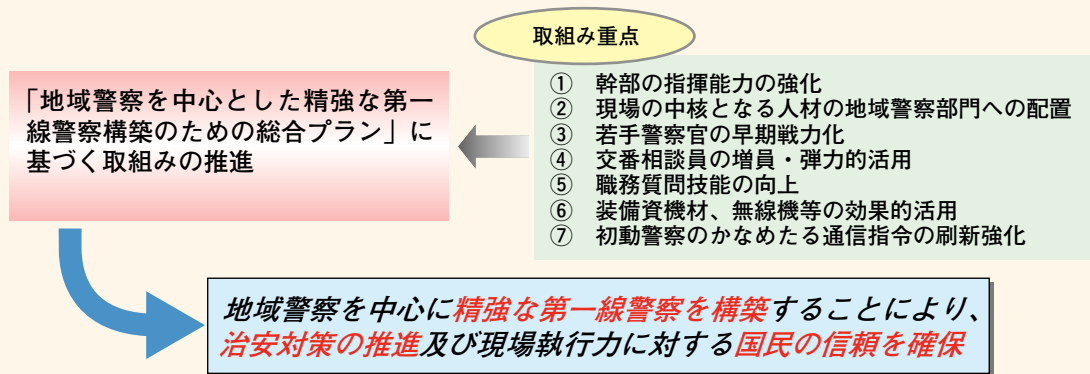 取組み重点
① 幹部の指揮能力の強化
② 現場の中核となる人材の地域警察部門への配置
③ 若手警察官の早期戦力化
④ 交番相談員の増員・弾力的活用
⑤ 職務質問技能の向上
⑥ 装備資機材、無線機等の効果的活用
⑦ 初動警察のかなめたる通信指令の刷新強化
「地域警察を中心とした精強な第一
線警察構築のための総合プラン」に
基づく取組みの推進
地域警察を中心に精強な第一線警察を構築することにより、
治安対策の推進及び現場執行力に対する国民の信頼を確保